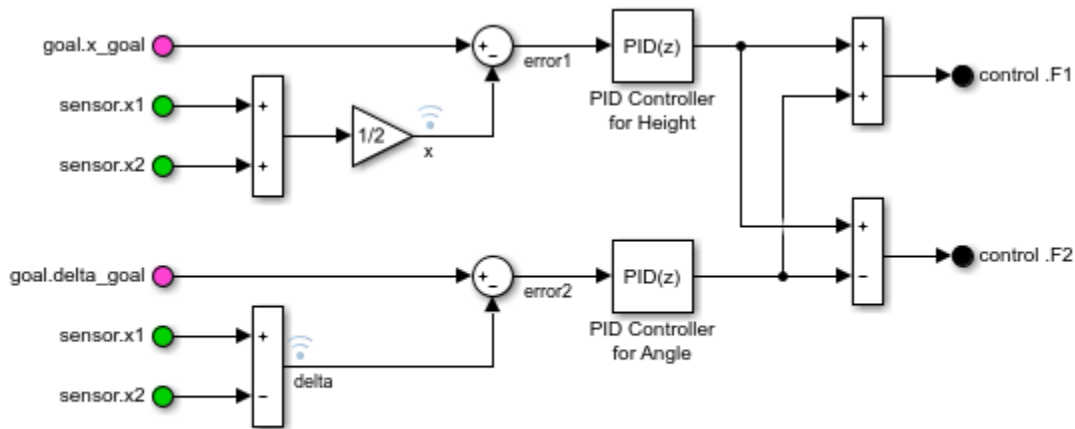 goal.x_goal
+
−
error1
PID(z)
PID Controller
for Height
+
+
control .F1
sensor.x1
+
sensor.x2
+
1/2
x
goal.delta_goal
+
−
error2
PID(z)
PID Controller
for Angle
+
−
control .F2
sensor.x1
+
sensor.x2
−
delta